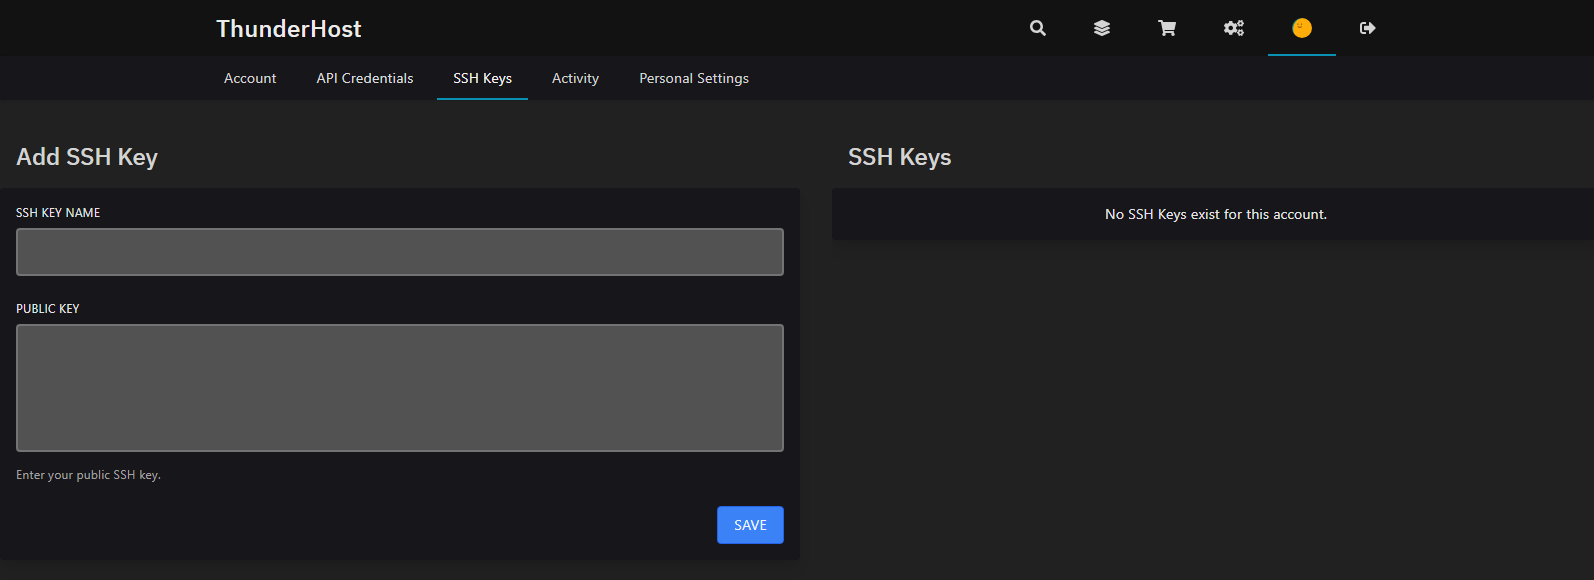 ThunderHost
Account API Credentials SSH Keys Activity Personal Settings
Add SSH Key
SSH KEY NAME
PUBLIC KEY
Enter your public SSH key.
SAVE
SSH Keys
No SSH Keys exist for this account.